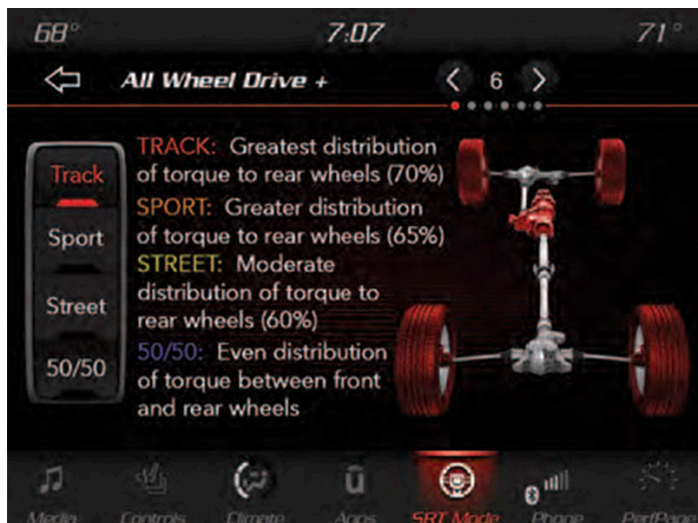 68°
7:07
71°
All Wheel Drive +
6
Track
Sport
Street
50/50
TRACK: Greatest distribution
of torque to rear wheels (70%)
SPORT: Greater distribution
of torque to rear wheels (65%)
STREET: Moderate
distribution of torque to
rear wheels (60%)
50/50: Even distribution
of torque between front
and rear wheels
Media
Controls
Climate
Apps
SRT Mode
Phone
PerfPage